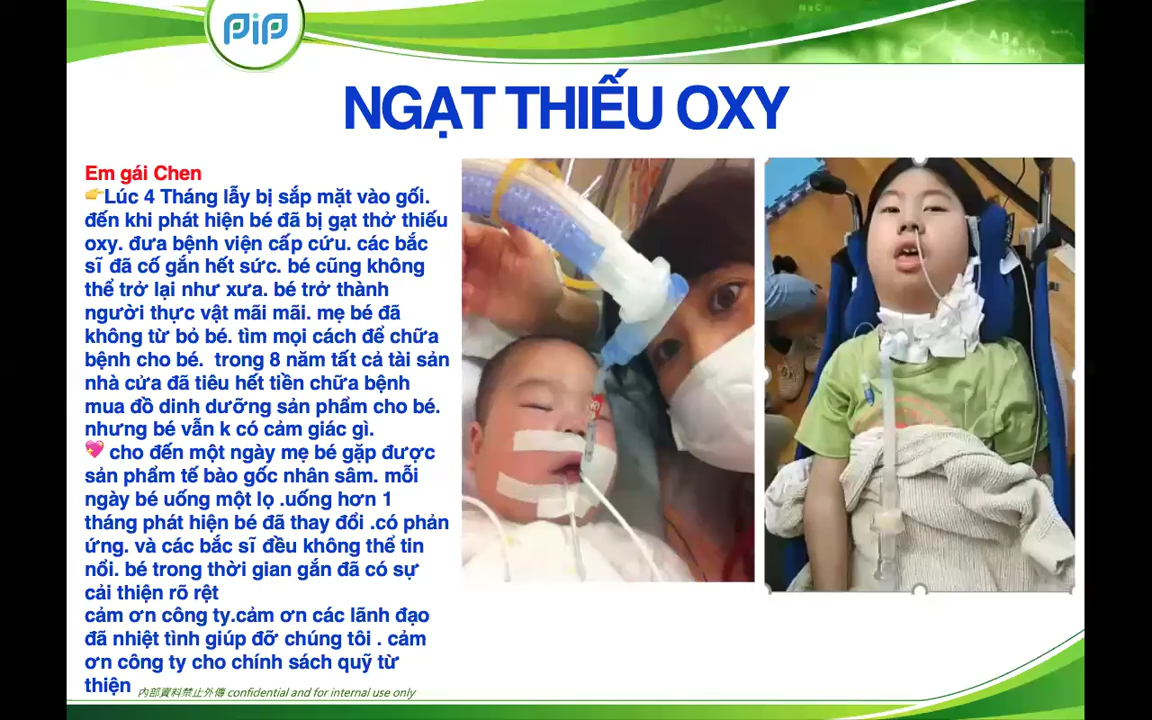 PiP
NaCl
Ag
NGẠT THIẾU OXY
Em gái Chen
👉Lúc 4 Tháng lẫy bị sắp mặt vào gối.
đến khi phát hiện bé đã bị gạt thở thiếu
oxy. đưa bệnh viện cấp cứu. các bắc
sĩ đã cố gắn hết sức. bé cũng không
thể trở lại như xưa. bé trở thành
người thực vật mãi mãi. mẹ bé đã
không từ bỏ bé. tìm mọi cách để chữa
bệnh cho bé. trong 8 năm tất cả tài sản
nhà cửa đã tiêu hết tiền chữa bệnh
mua đồ dinh dưỡng sản phẩm cho bé.
nhưng bé vẫn k có cảm giác gì.
💖 cho đến một ngày mẹ bé gặp được
sản phẩm tế bào gốc nhân sâm. mỗi
ngày bé uống một lọ .uống hơn 1
tháng phát hiện bé đã thay đổi .có phản
ứng. và các bắc sĩ đều không thể tin
nổi. bé trong thời gian gắn đã có sự
cải thiện rõ rệt
cảm ơn công ty.cảm ơn các lãnh đạo
đã nhiệt tình giúp đỡ chúng tôi . cảm
ơn công ty cho chính sách quỹ từ
thiện
內部資料禁止外傳 confidential and for internal use only